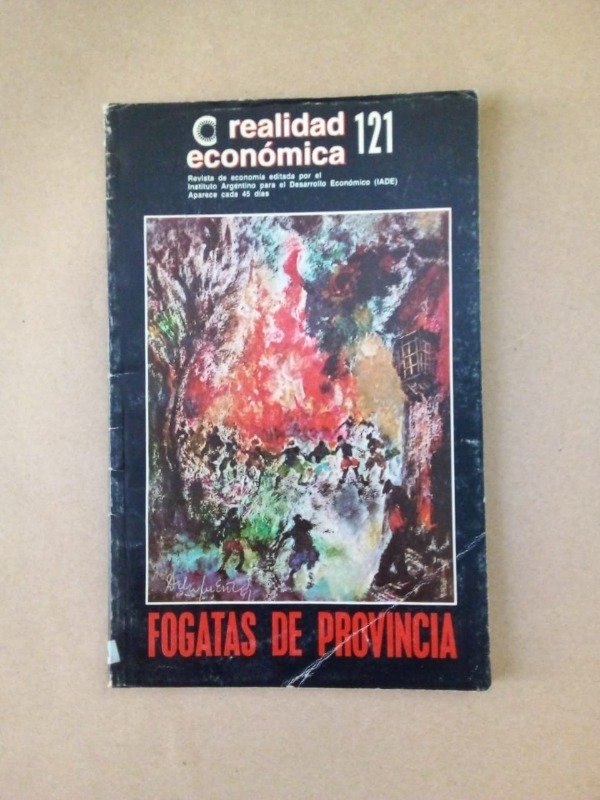 realidad 121
económica
Revista de economía editada por el
Instituto Argentino para el Desarrollo Económico (IADE)
Aparece cada 45 días
FOGATAS DE PROVINCIA